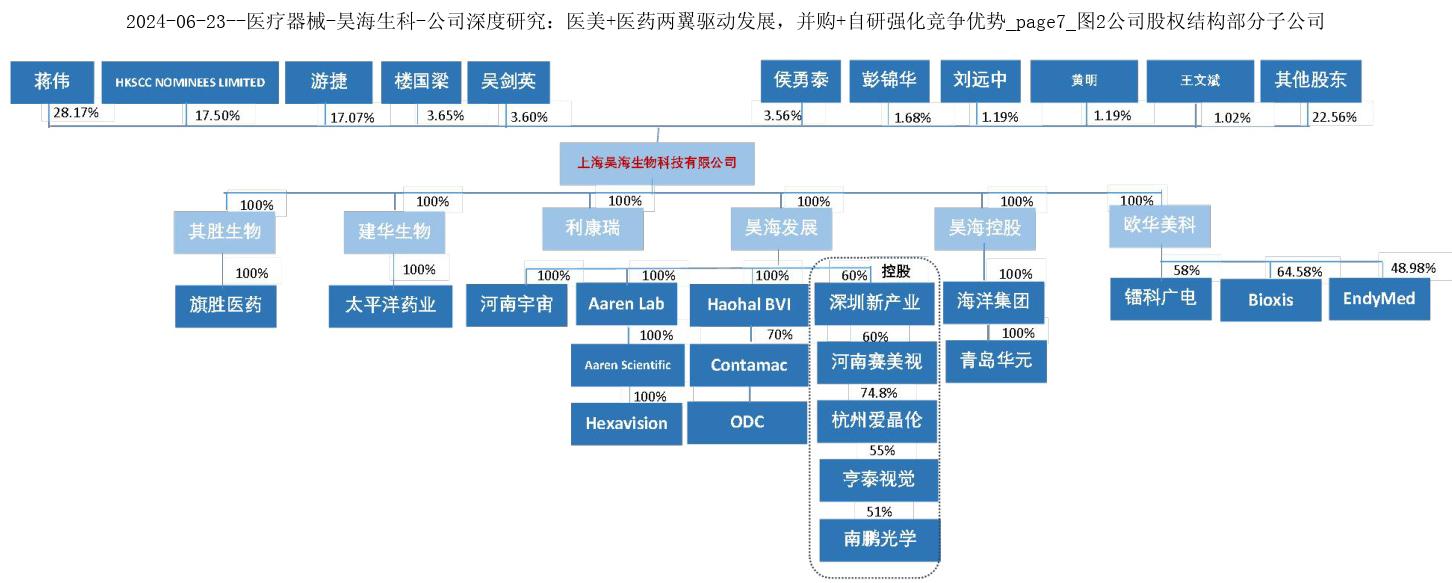 2024-06-23--医疗器械-昊海生科-公司深度研究：医美+医药两翼驱动发展，并购+自研强化竞争优势_page7_图2公司股权结构部分子公司
蒋伟 HKSCC NOMINEES LIMITED 游捷 楼国梁 吴剑英 侯勇泰 彭锦华 刘远中 黄明 王文斌 其他股东
28.17% 17.50% 17.07% 3.65% 3.60% 3.56% 1.68% 1.19% 1.19% 1.02% 22.56%
上海昊海生物科技有限公司
100% 100% 100% 100% 100% 100%
其胜生物 建华生物 利康瑞 昊海发展 昊海控股 欧华美科
100% 100% 100% 100% 100% 60% 控股 100% 58% 64.58% 48.98%
旗胜医药 太平洋药业 河南宇宙 Aaren Lab Haohal BVI 深圳新产业 海洋集团 镭科广电 Bioxis EndyMed
100% 70% 60% 100%
Aaren Scientific Contamac 河南赛美视 青岛华元
100% 74.8%
Hexavision ODC 杭州爱晶伦
55%
亨泰视觉
51%
南鹏光学